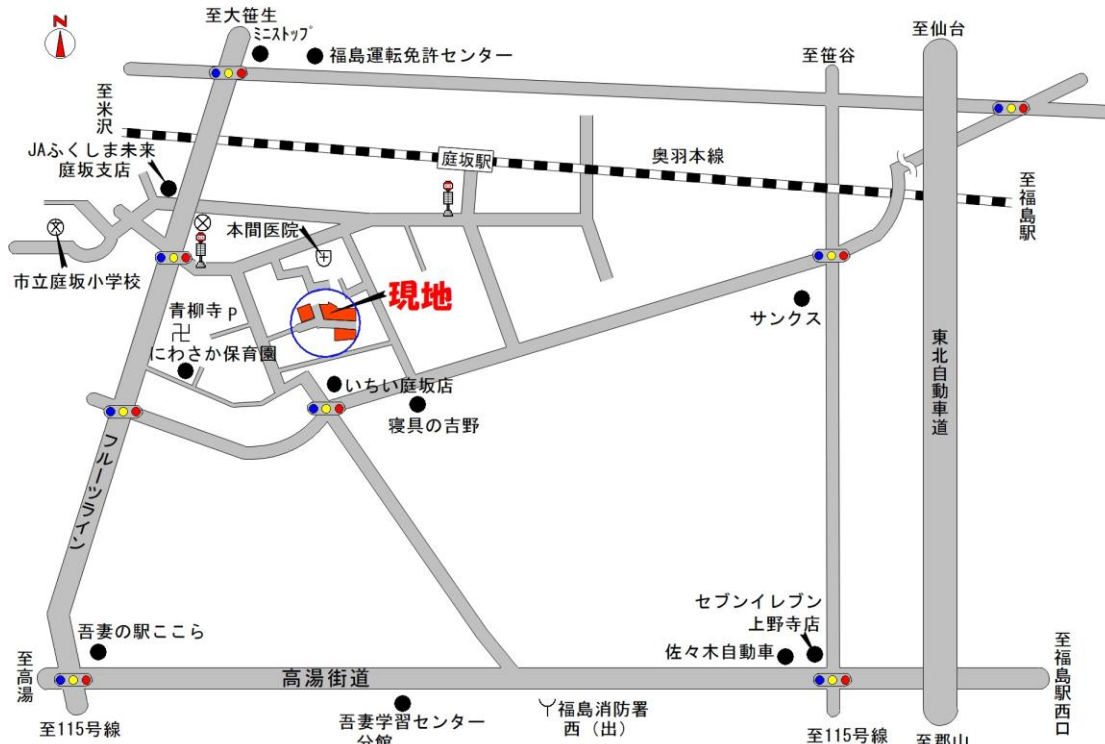 N
至大笹生
ミニストップ
福島運転免許センター
至仙台
至笹谷
至米沢
JAふくしま未来
庭坂支店
庭坂駅
奥羽本線
至福島駅
文
市立庭坂小学校
本間医院
現地
青柳寺
P
卍
にわさか保育園
サンクス
いちい庭坂店
寝具の吉野
東北自動車道
フルーツライン
吾妻の駅ここら
セブンイレブン
上野寺店
佐々木自動車
至高湯
高湯街道
至福島駅西口
吾妻学習センター
分館
福島消防署
西（出）
至115号線
至115号線
至郡山